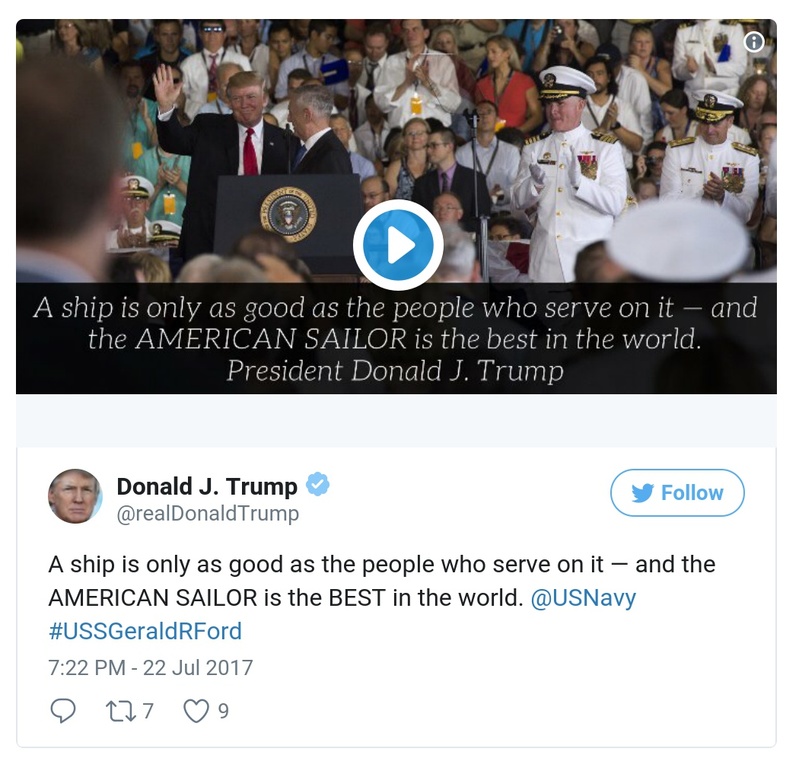 A ship is only as good as the people who serve on it — and
the AMERICAN SAILOR is the best in the world.
President Donald J. Trump
Donald J. Trump
@realDonaldTrump
Follow
A ship is only as good as the people who serve on it — and the
AMERICAN SAILOR is the BEST in the world. @USNavy
#USSGeraldRFord
7:22 PM - 22 Jul 2017
7 9